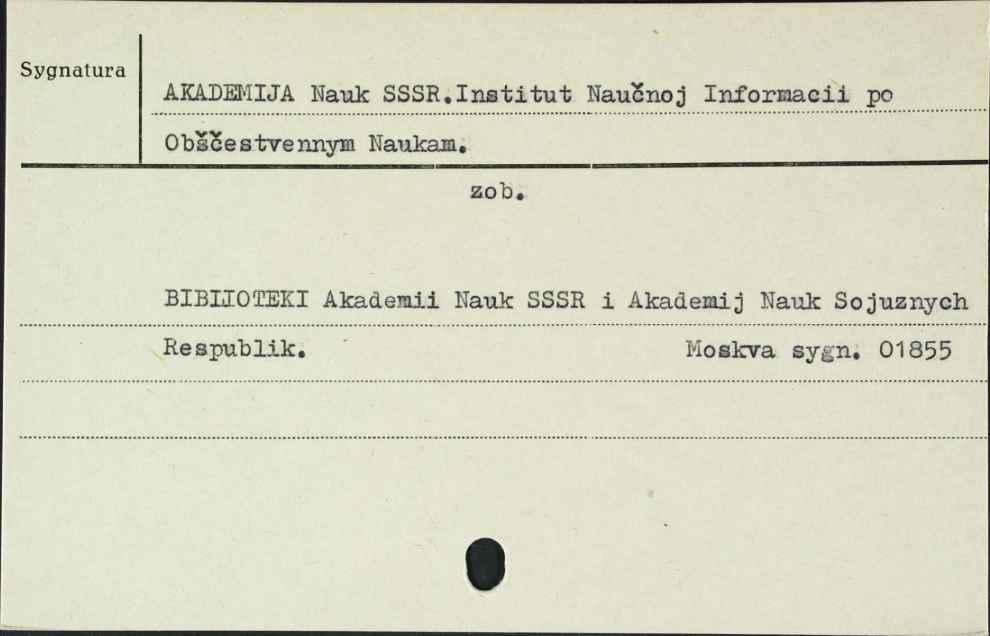 Sygnatura
AKADEMIJA Nauk SSSR.Institut Naučnoj Informacii po
Obščestvennym Naukam.
zob.
BIBIIOTEKI Akademii Nauk SSSR i Akademij Nauk Sojuznych
Respublik. Moskva sygn. 01855